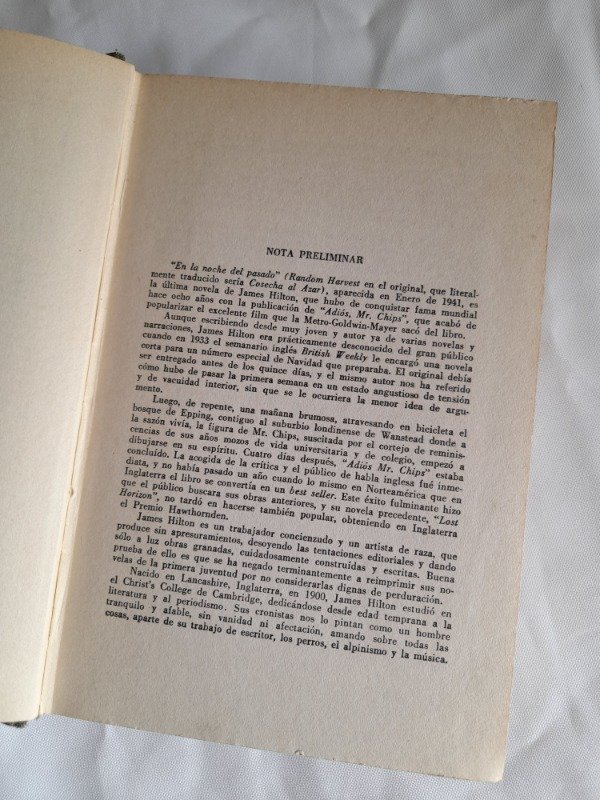 NOTA PRELIMINAR
"En la noche del pasado" (Random Harvest en el original, que literal-
mente traducido sería Cosecha al Azar), aparecida en Enero de 1941, es
la última novela de James Hilton, que hubo de conquistar fama mundial
hace ocho años con la publicación de "Adiós, Mr. Chips", que acabó de
popularizar el excelente film que la Metro-Goldwin-Mayer sacó del libro.
Aunque escribiendo desde muy joven y autor ya de varias novelas y
narraciones, James Hilton era prácticamente desconocido del gran público
cuando en 1933 el semanario inglés British Weekly le encargó una novela
corta para un número especial de Navidad que preparaba. El original debía
ser entregado antes de los quince días, y el mismo autor nos ha referido
cómo hubo de pasar la primera semana en un estado angustioso de tensión
y de vacuidad interior, sin que se le ocurriera la menor idea de argu-
mento.
Luego, de repente, una mañana brumosa, atravesando en bicicleta el
bosque de Epping, contiguo al suburbio londinense de Wanstead donde a
la sazón vivía, la figura de Mr. Chips, suscitada por el cortejo de reminis-
cencias de sus años mozos de vida universitaria y de colegio, empezó a
dibujarse en su espíritu. Cuatro días después, "Adiós Mr. Chips" estaba
concluído. La acogida de la crítica y el público de habla inglesa fué inme-
diata, y no había pasado un año cuando lo mismo en Norteamérica que en
Inglaterra el libro se convertía en un best seller. Este éxito fulminante hizo
que el público buscara sus obras anteriores, y su novela precedente, "Lost
Horizon", no tardó en hacerse también popular, obteniendo en Inglaterra
el Premio Hawthornden.
James Hilton es un trabajador concienzudo y un artista de raza, que
produce sin apresuramientos, desoyendo las tentaciones editoriales y dando
sólo a luz obras granadas, cuidadosamente construídas y escritas. Buena
prueba de ello es que se ha negado terminantemente a reimprimir sus no-
velas de la primera juventud por no considerarlas dignas de perduración.
Nacido en Lancashire, Inglaterra, en 1900, James Hilton estudió en
el Christ's College de Cambridge, dedicándose desde edad temprana a la
literatura y al periodismo. Sus cronistas nos lo pintan como un hombre
tranquilo y afable, sin vanidad ni afectación, amando sobre todas las
cosas, aparte de su trabajo de escritor, los perros, el alpinismo y la música.